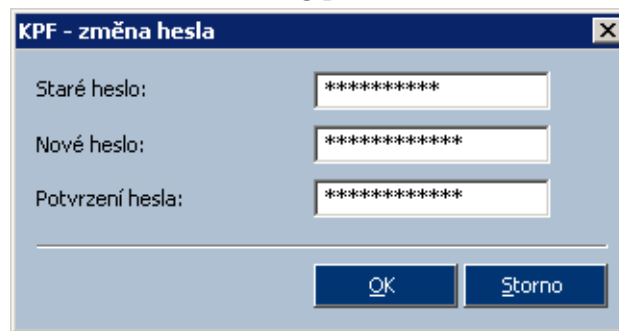 KPF - změna hesla
Staré heslo: **********
Nové heslo: ************
Potvrzení hesla: ************
OK Storno